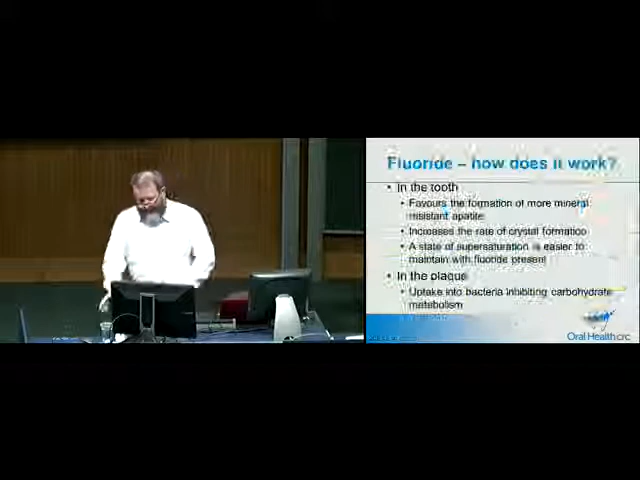 Fluoride – how does it work?
• In the tooth
• Favours the formation of more mineral
resistant apatite
• Increases the rate of crystal formation
• A state of supersaturation is easier to
maintain with fluoride present
• In the plaque
• Uptake into bacteria inhibiting carbohydrate
metabolism
Oral Health CRC